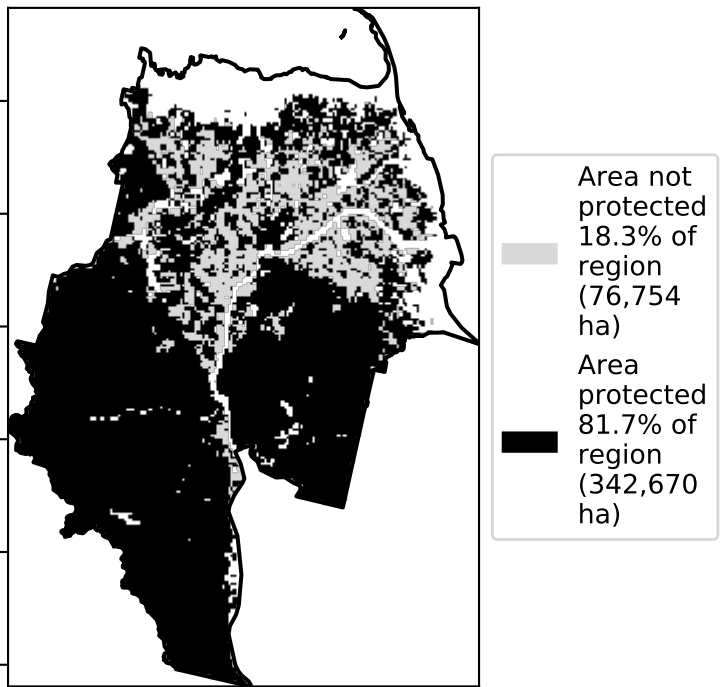 Area not
protected
18.3% of
region
(76,754
ha)
Area
protected
81.7% of
region
(342,670
ha)